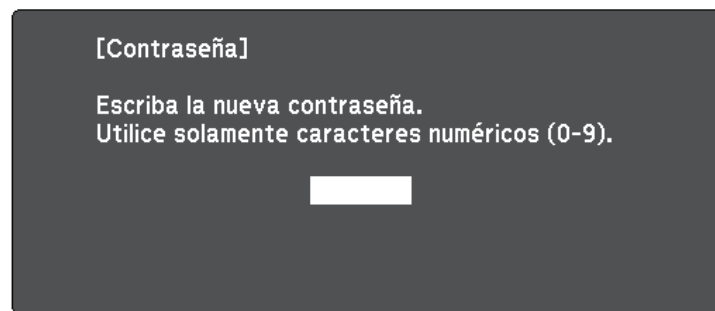 [Contraseña]
Escriba la nueva contraseña.
Utilice solamente caracteres numéricos (0-9).